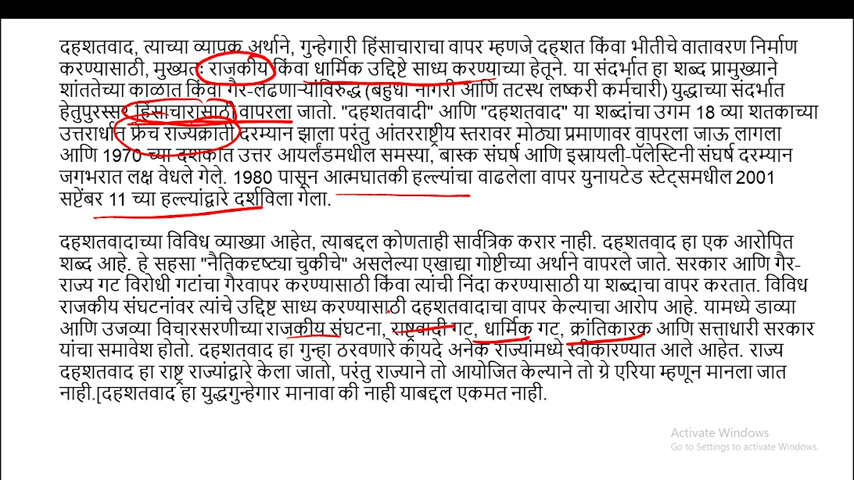 दहशतवाद, त्याच्या व्यापक अर्थाने, गुन्हेगारी हिंसाचाराचा वापर म्हणजे दहशत किंवा भीतीचे वातावरण निर्माण
करण्यासाठी, मुख्यतः राजकीय किंवा धार्मिक उद्दिष्टे साध्य करण्याच्या हेतूने. या संदर्भात हा शब्द प्रामुख्याने
शांततेच्या काळात किंवा गैर-लढणाऱ्यांविरुद्ध (बहुधा नागरी आणि तटस्थ लष्करी कर्मचारी) युद्धाच्या संदर्भात
हेतुपुरस्सर हिंसाचारासाठी वापरला जातो. "दहशतवादी" आणि "दहशतवाद" या शब्दांचा उगम 18 व्या शतकाच्या
उत्तरार्धात फ्रेंच राज्यक्रांती दरम्यान झाला परंतु आंतरराष्ट्रीय स्तरावर मोठ्या प्रमाणावर वापरला जाऊ लागला
आणि 1970 च्या दशकात उत्तर आयर्लंडमधील समस्या, बास्क संघर्ष आणि इस्रायली-पॅलेस्टिनी संघर्ष दरम्यान
जगभरात लक्ष वेधले गेले. 1980 पासून आत्मघातकी हल्ल्यांचा वाढलेला वापर युनायटेड स्टेट्समधील 2001
सप्टेंबर 11 च्या हल्ल्यांद्वारे दर्शविला गेला.
दहशतवादाच्या विविध व्याख्या आहेत, त्याबद्दल कोणताही सार्वत्रिक करार नाही. दहशतवाद हा एक आरोपित
शब्द आहे. हे सहसा "नैतिकदृष्ट्या चुकीचे" असलेल्या एखाद्या गोष्टीच्या अर्थाने वापरले जाते. सरकार आणि गैर-
राज्य गट विरोधी गटांचा गैरवापर करण्यासाठी किंवा त्यांची निंदा करण्यासाठी या शब्दाचा वापर करतात. विविध
राजकीय संघटनांवर त्यांचे उद्दिष्ट साध्य करण्यासाठी दहशतवादाचा वापर केल्याचा आरोप आहे. यामध्ये डाव्या
आणि उजव्या विचारसरणीच्या राजकीय संघटना, राष्ट्रवादी गट, धार्मिक गट, क्रांतिकारक आणि सत्ताधारी सरकार
यांचा समावेश होतो. दहशतवाद हा गुन्हा ठरवणारे कायदे अनेक राज्यांमध्ये स्वीकारण्यात आले आहेत. राज्य
दहशतवाद हा राष्ट्र राज्यांद्वारे केला जातो, परंतु राज्याने तो आयोजित केल्याने तो ग्रे एरिया म्हणून मानला जात
नाही.[दहशतवाद हा युद्धगुन्हेगार मानावा की नाही याबद्दल एकमत नाही.
Activate Windows
Go to Settings to activate Windows.